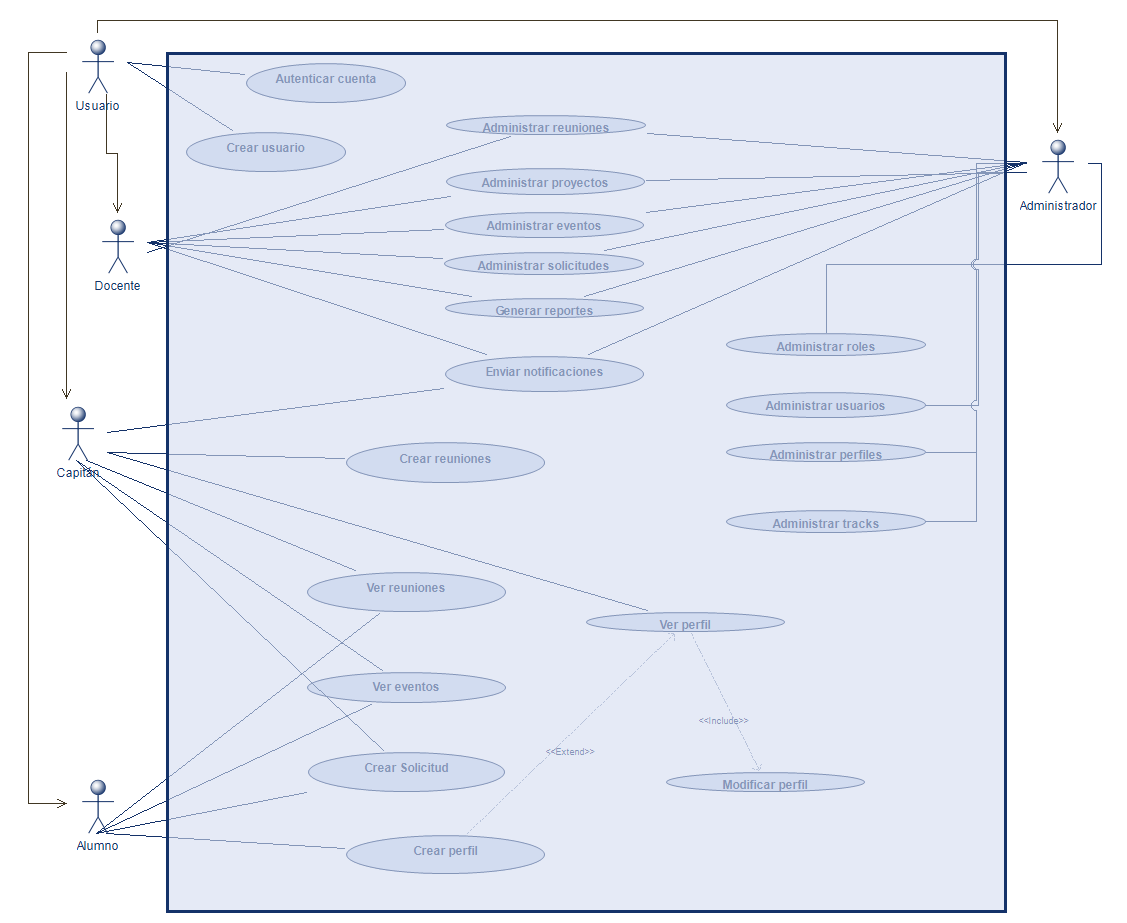 Usuario
Autenticar cuenta
Crear usuario
Administrar reuniones
Administrar proyectos
Administrador
Administrar eventos
Administrar solicitudes
Docente
Generar reportes
Administrar roles
Enviar notificaciones
Administrar usuarios
Administrar perfiles
Crear reuniones
Capitán
Administrar tracks
Ver reuniones
Ver perfil
Ver eventos
<<Include>>
<<Extend>>
Crear Solicitud
Modificar perfil
Alumno
Crear perfil